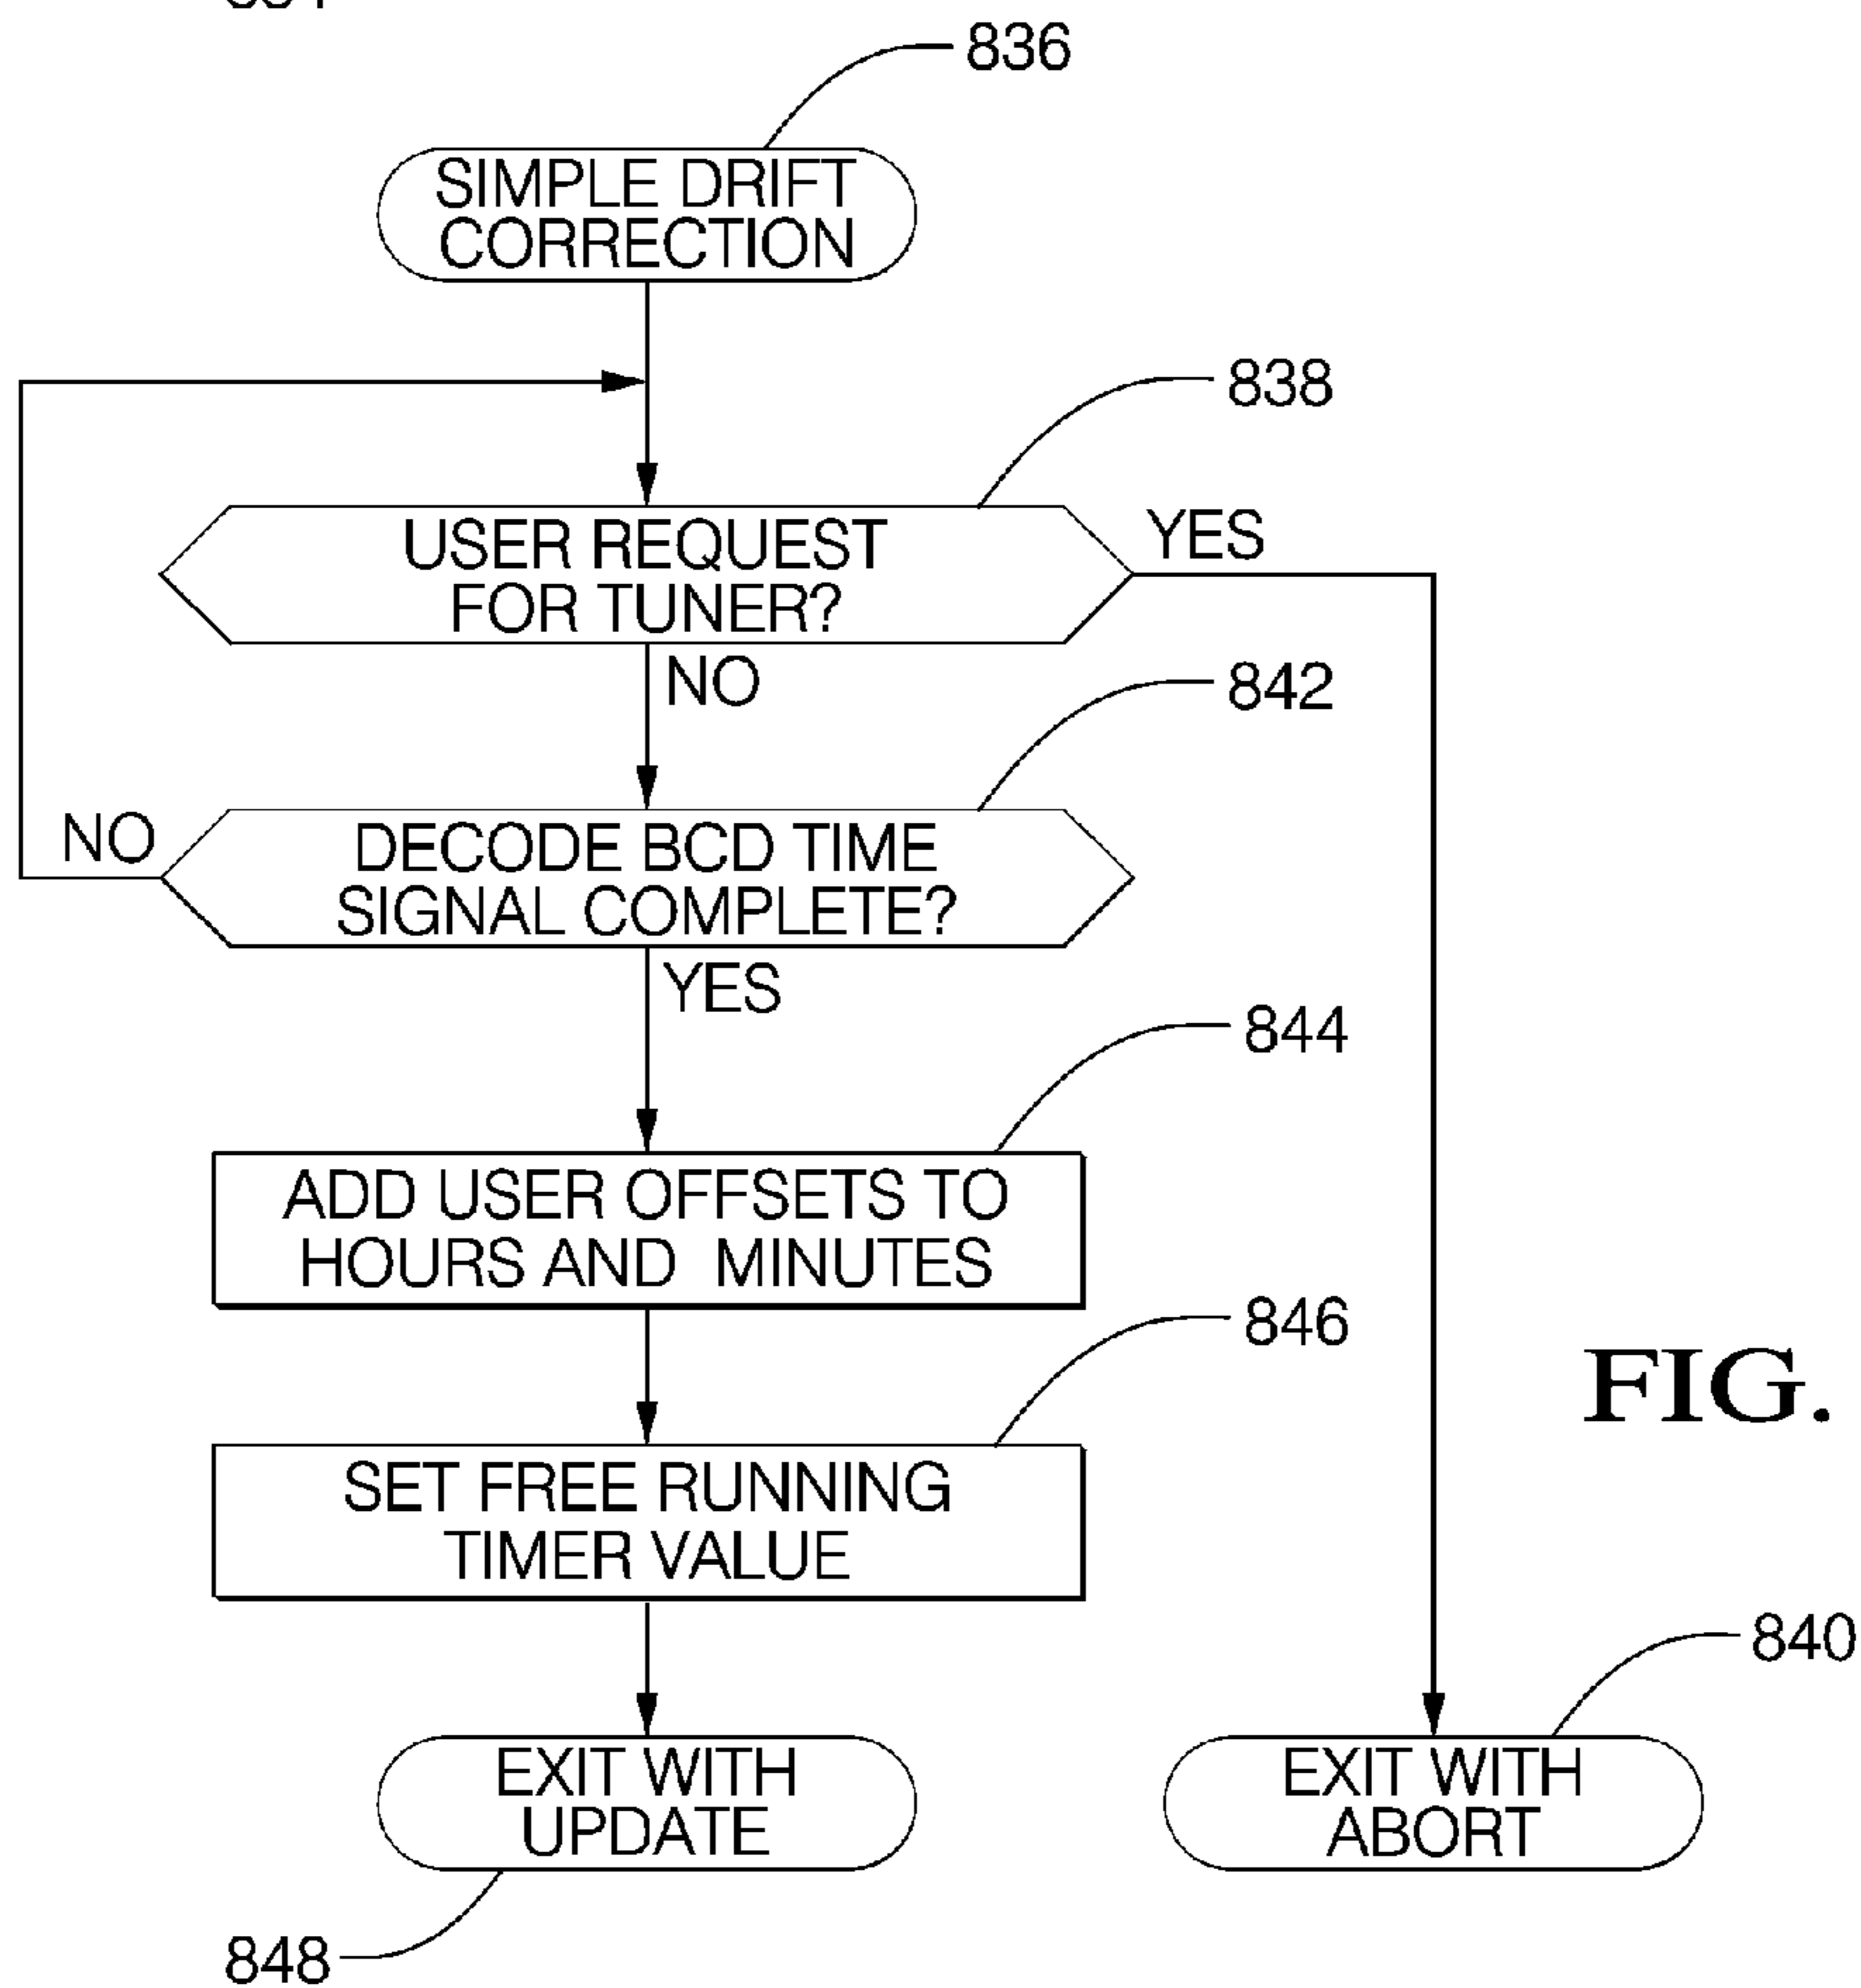 836
SIMPLE DRIFT
CORRECTION
838
USER REQUEST
FOR TUNER?
YES
NO
842
DECODE BCD TIME
SIGNAL COMPLETE?
NO
YES
844
ADD USER OFFSETS TO
HOURS AND MINUTES
846
SET FREE RUNNING
TIMER VALUE
FIG.
840
EXIT WITH
UPDATE
EXIT WITH
ABORT
848